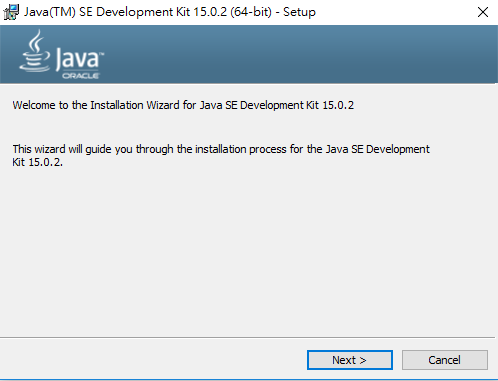 Java(TM) SE Development Kit 15.0.2 (64-bit) - Setup
Java™
ORACLE
Welcome to the Installation Wizard for Java SE Development Kit 15.0.2
This wizard will guide you through the installation process for the Java SE Development
Kit 15.0.2.
Next >
Cancel